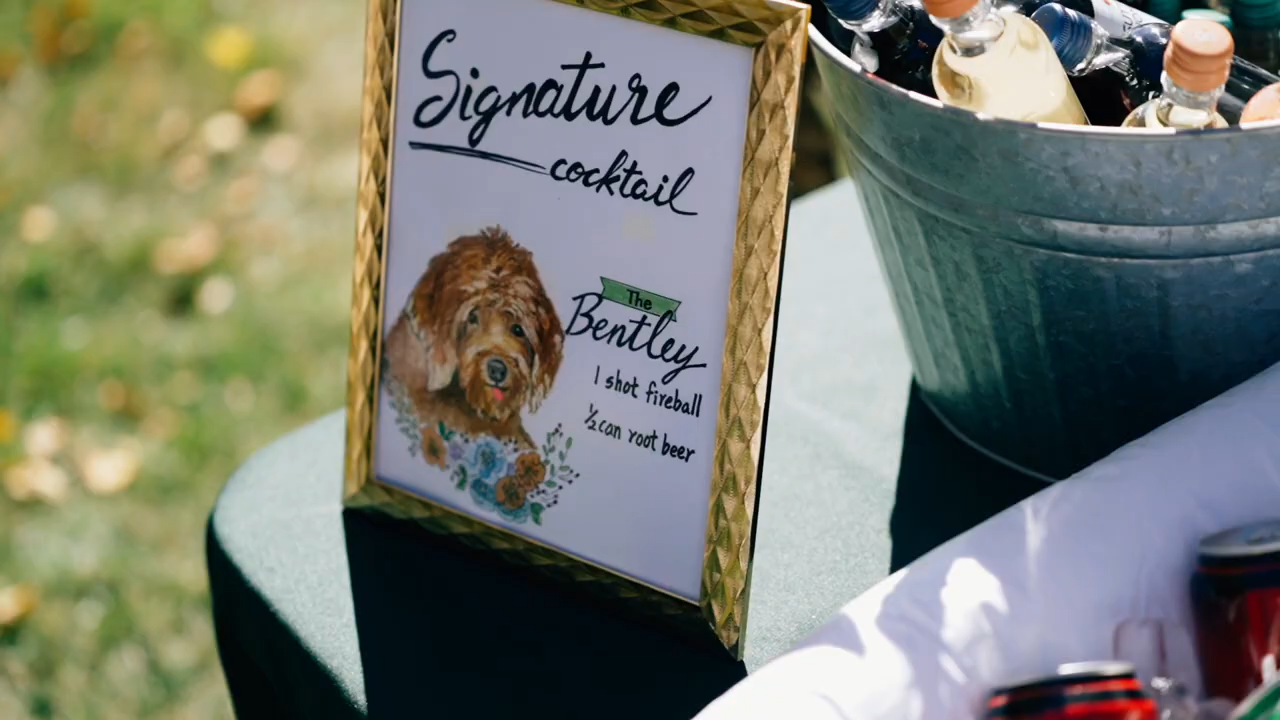 Signature
cocktail
The
Bentley
1 shot fireball
½ can root beer